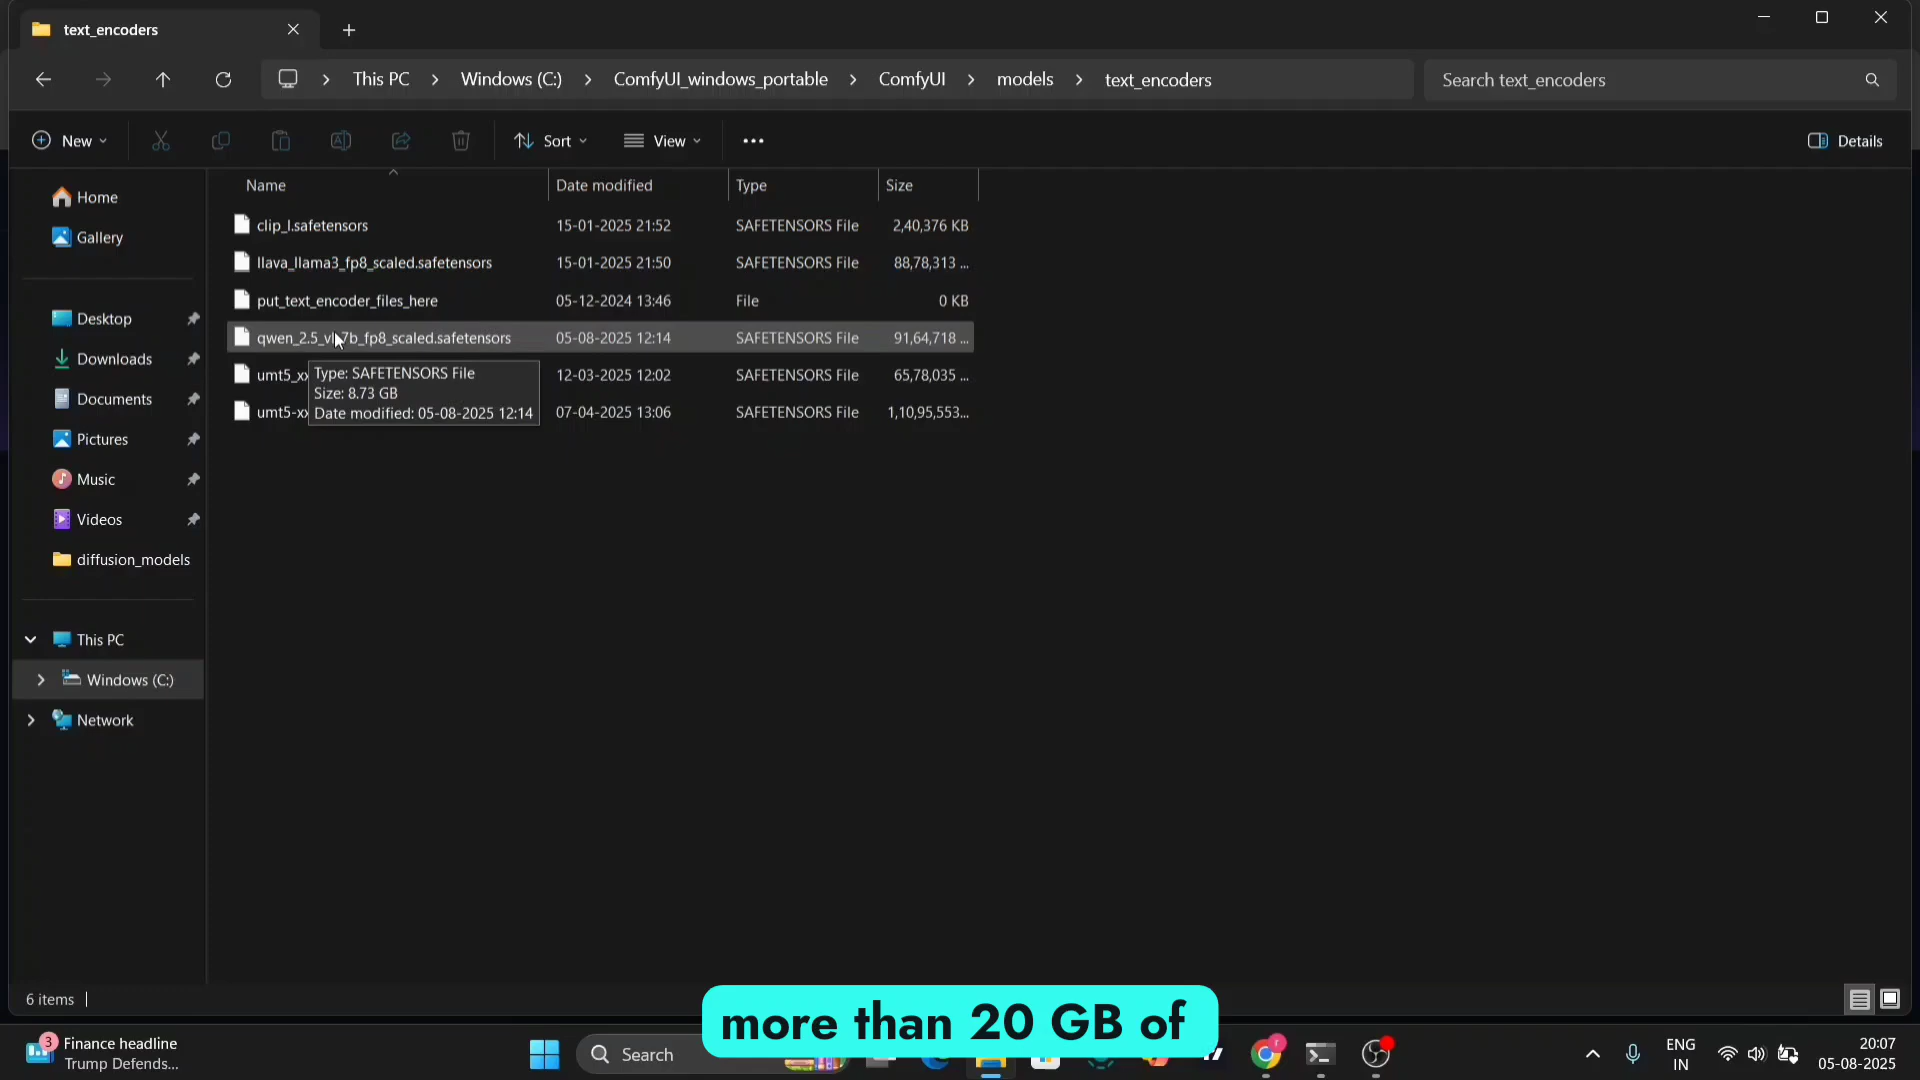 text_encoders
This PC > Windows (C:) > ComfyUI_windows_portable > ComfyUI > models > text_encoders
Search text_encoders
New
Sort
View
Details
Name Date modified Type Size
clip_l.safetensors 15-01-2025 21:52 SAFETENSORS File 2,40,376 KB
llava_llama3_fp8_scaled.safetensors 15-01-2025 21:50 SAFETENSORS File 88,78,313 ...
put_text_encoder_files_here 05-12-2024 13:46 File 0 KB
qwen_2.5_vl_7b_fp8_scaled.safetensors 05-08-2025 12:14 SAFETENSORS File 91,64,718 ...
umt5_xx 12-03-2025 12:02 SAFETENSORS File 65,78,035 ...
umt5-xx 07-04-2025 13:06 SAFETENSORS File 1,10,95,553...
Type: SAFETENSORS File
Size: 8.73 GB
Date modified: 05-08-2025 12:14
Home
Gallery
Desktop
Downloads
Documents
Pictures
Music
Videos
diffusion_models
This PC
Windows (C:)
Network
6 items
more than 20 GB of
3
Finance headline
Trump Defends...
Search
ENG
IN
20:07
05-08-2025